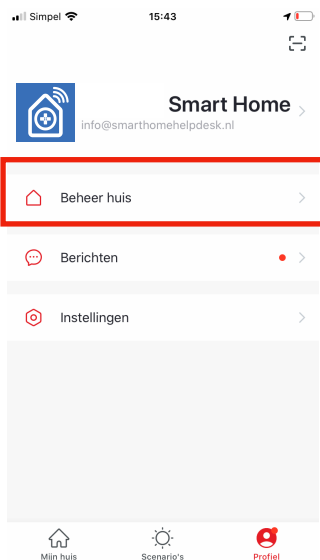 Simpel 15:43
Smart Home
info@smarthomehelpdesk.nl
Beheer huis
Berichten
Instellingen
Mijn huis Scenario's Profiel